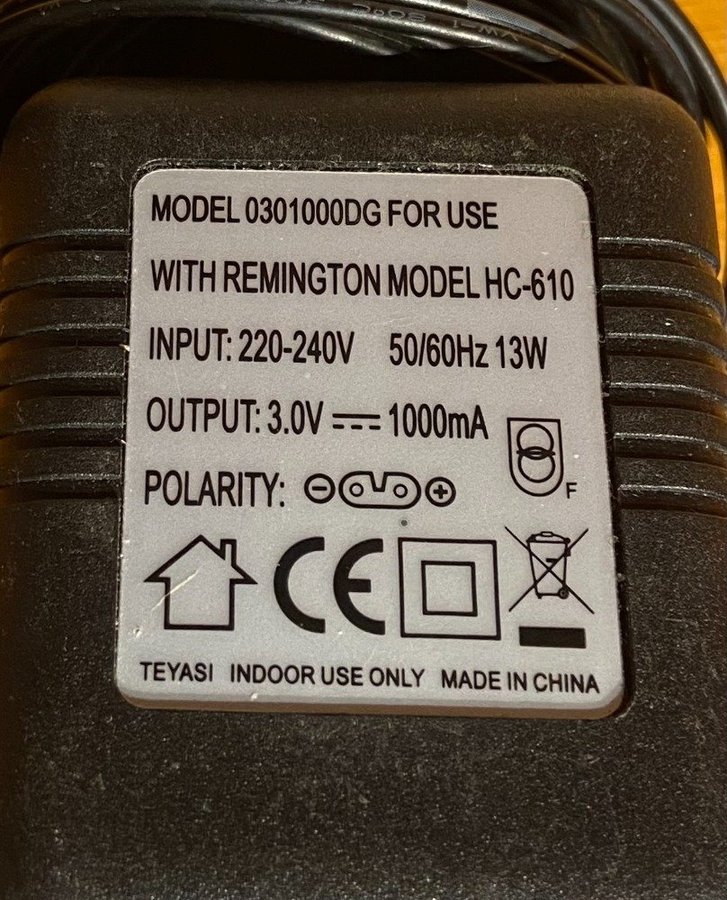 MODEL 0301000DG FOR USE
WITH REMINGTON MODEL HC-610
INPUT: 220-240V 50/60Hz 13W
OUTPUT: 3.0V ⎓ 1000mA
POLARITY: ⊖ ⊕
F
CE
TEYASI INDOOR USE ONLY MADE IN CHINA